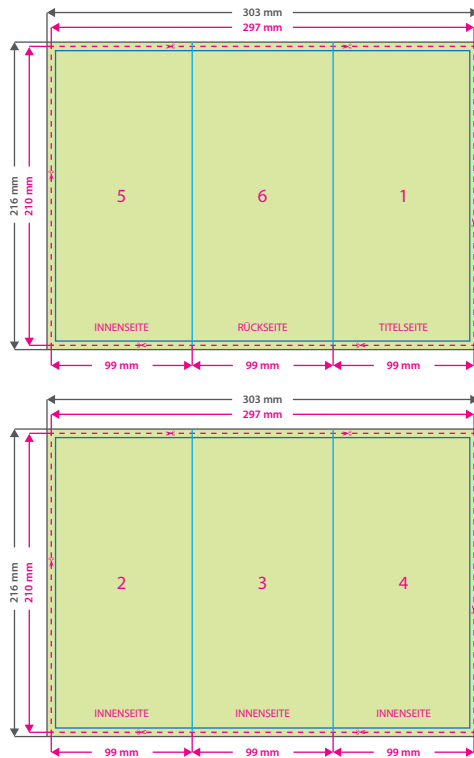 303 mm
297 mm
216 mm
210 mm
5 6 1
INNENSEITE RÜCKSEITE TITELSEITE
99 mm 99 mm 99 mm
303 mm
297 mm
216 mm
210 mm
2 3 4
INNENSEITE INNENSEITE INNENSEITE
99 mm 99 mm 99 mm